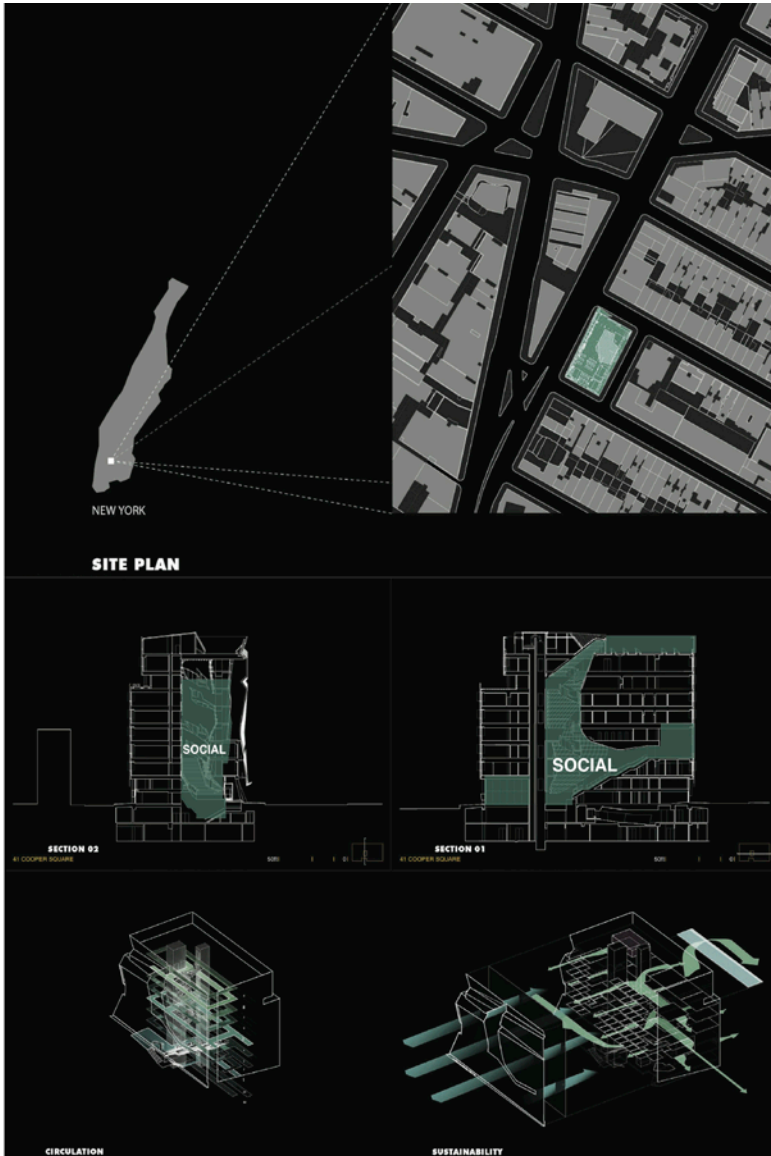 NEW YORK
SITE PLAN
SOCIAL
SOCIAL
SECTION 02
41 COOPER SQUARE
SECTION 01
41 COOPER SQUARE
CIRCULATION
SUSTAINABILITY